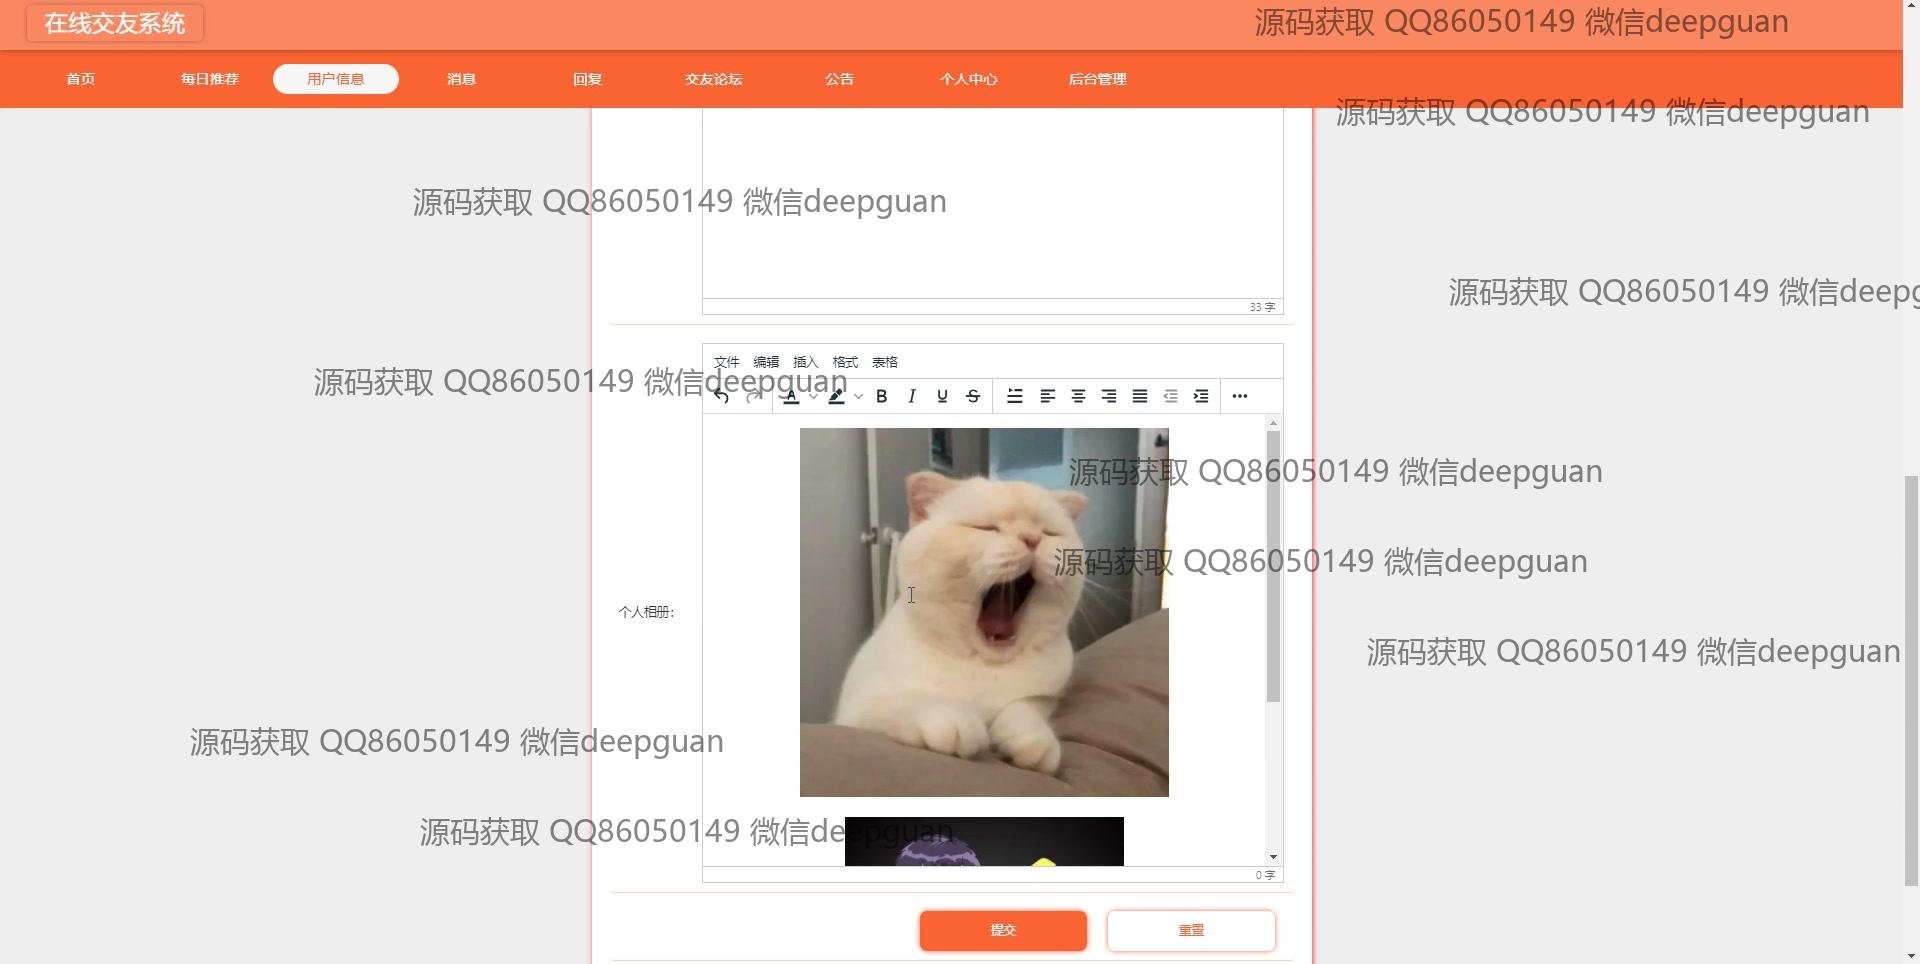 在线交友系统
源码获取 QQ86050149 微信deepguan
首页 每日推荐 用户信息 消息 回复 交友论坛 公告 个人中心 后台管理
源码获取 QQ86050149 微信deepguan
源码获取 QQ86050149 微信deepguan
源码获取 QQ86050149 微信deepg
33 字
文件 编辑 插入 格式 表格
源码获取 QQ86050149 微信deepguan
源码获取 QQ86050149 微信deepguan
源码获取 QQ86050149 微信deepguan
个人相册:
源码获取 QQ86050149 微信deepguan
源码获取 QQ86050149 微信deepguan
源码获取 QQ86050149 微信deepguan
0 字
提交 重置